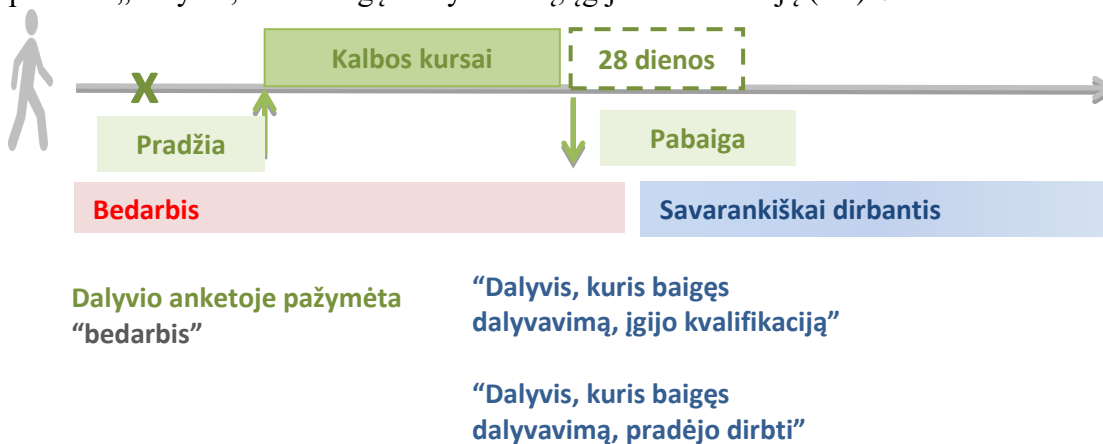 Kalbos kursai
28 dienos
X
Pradžia
Pabaiga
Bedarbis
Savarankiškai dirbantis
Dalyvio anketoje pažymėta
“bedarbis”
“Dalyvis, kuris baigęs
dalyvavimą, įgijo kvalifikaciją”
“Dalyvis, kuris baigęs
dalyvavimą, pradėjo dirbti”